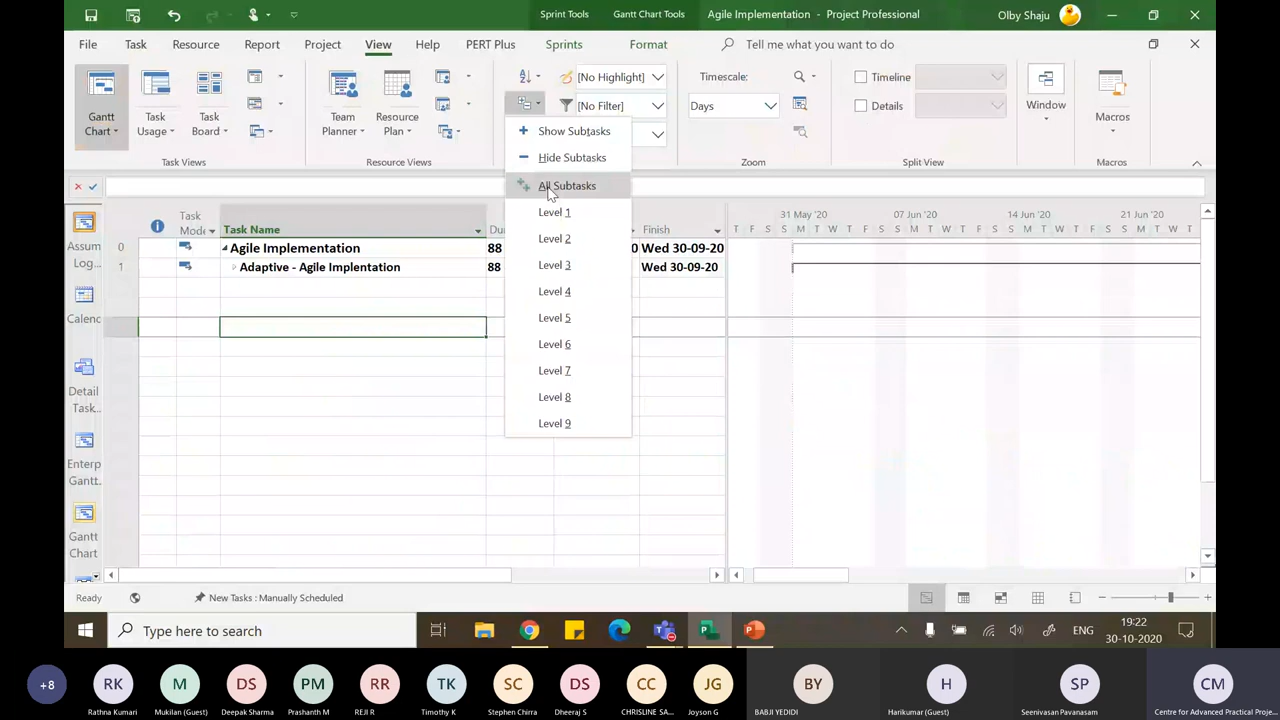 Sprint Tools
Gantt Chart Tools
Agile Implementation - Project Professional
Olby Shaju
File
Task
Resource
Report
Project
View
Help
PERT Plus
Sprints
Format
Tell me what you want to do
[No Highlight]
Timescale:
Timeline
[No Filter]
Days
Details
Gantt
Chart
Task
Usage
Task
Board
Team
Planner
Resource
Plan
Window
Macros
Task Views
Resource Views
Zoom
Split View
Macros
Show Subtasks
Hide Subtasks
All Subtasks
Level 1
Level 2
Level 3
Level 4
Level 5
Level 6
Level 7
Level 8
Level 9
Task
Mode
Task Name
Finish
31 May '20
07 Jun '20
14 Jun '20
21 Jun '20
T F S S M T W T F S S M T W T F S S M T W T F S S M T W T
0
Agile Implementation
88
0
Wed 30-09-20
1
Adaptive - Agile Implentation
88
Wed 30-09-20
Assum
Log...
Calend
Detail
Task...
Enterp
Gantt...
Gantt
Chart
Ready
New Tasks : Manually Scheduled
Type here to search
ENG
19:22
30-10-2020
+8
RK
M
DS
PM
RR
TK
SC
DS
CC
JG
BY
H
SP
CM
Rathna Kumari
Mukilan (Guest)
Deepak Sharma
Prashanth M
REJI R
Timothy K
Stephen Chirra
Dheeraj S
CHRISLINE SA...
Joyson G
BABJI YEDIDI
Harikumar (Guest)
Seenivasan Pavanasam
Centre for Advanced Practical Proje...